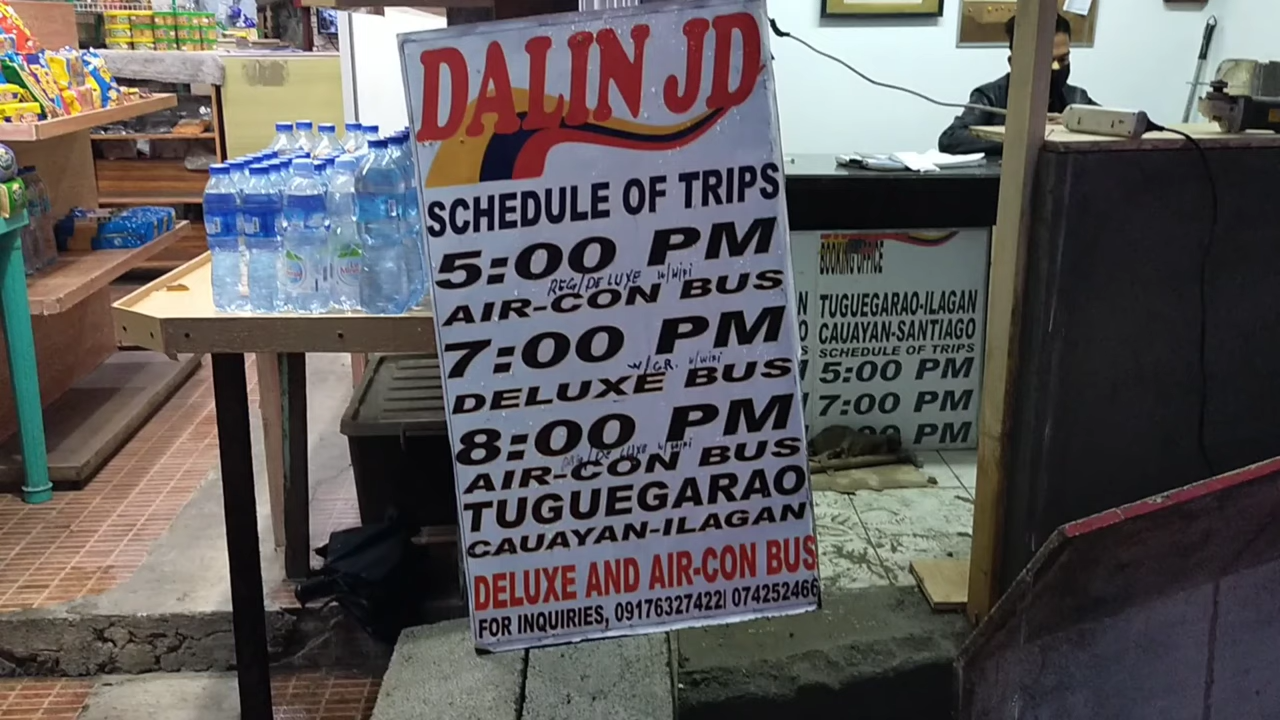 DALIN JD
SCHEDULE OF TRIPS
5:00 PM
REG/DE LUXE W/WiFi
AIR-CON BUS
7:00 PM
W/CR. W/WiFi
DELUXE BUS
8:00 PM
DE LUXE W/WiFi
AIR-CON BUS
TUGUEGARAO
CAUAYAN-ILAGAN
DELUXE AND AIR-CON BUS
FOR INQUIRIES, 09176327422| 074252466
BOOKING OFFICE
TUGUEGARAO-ILAGAN
CAUAYAN-SANTIAGO
SCHEDULE OF TRIPS
5:00 PM
7:00 PM
PM